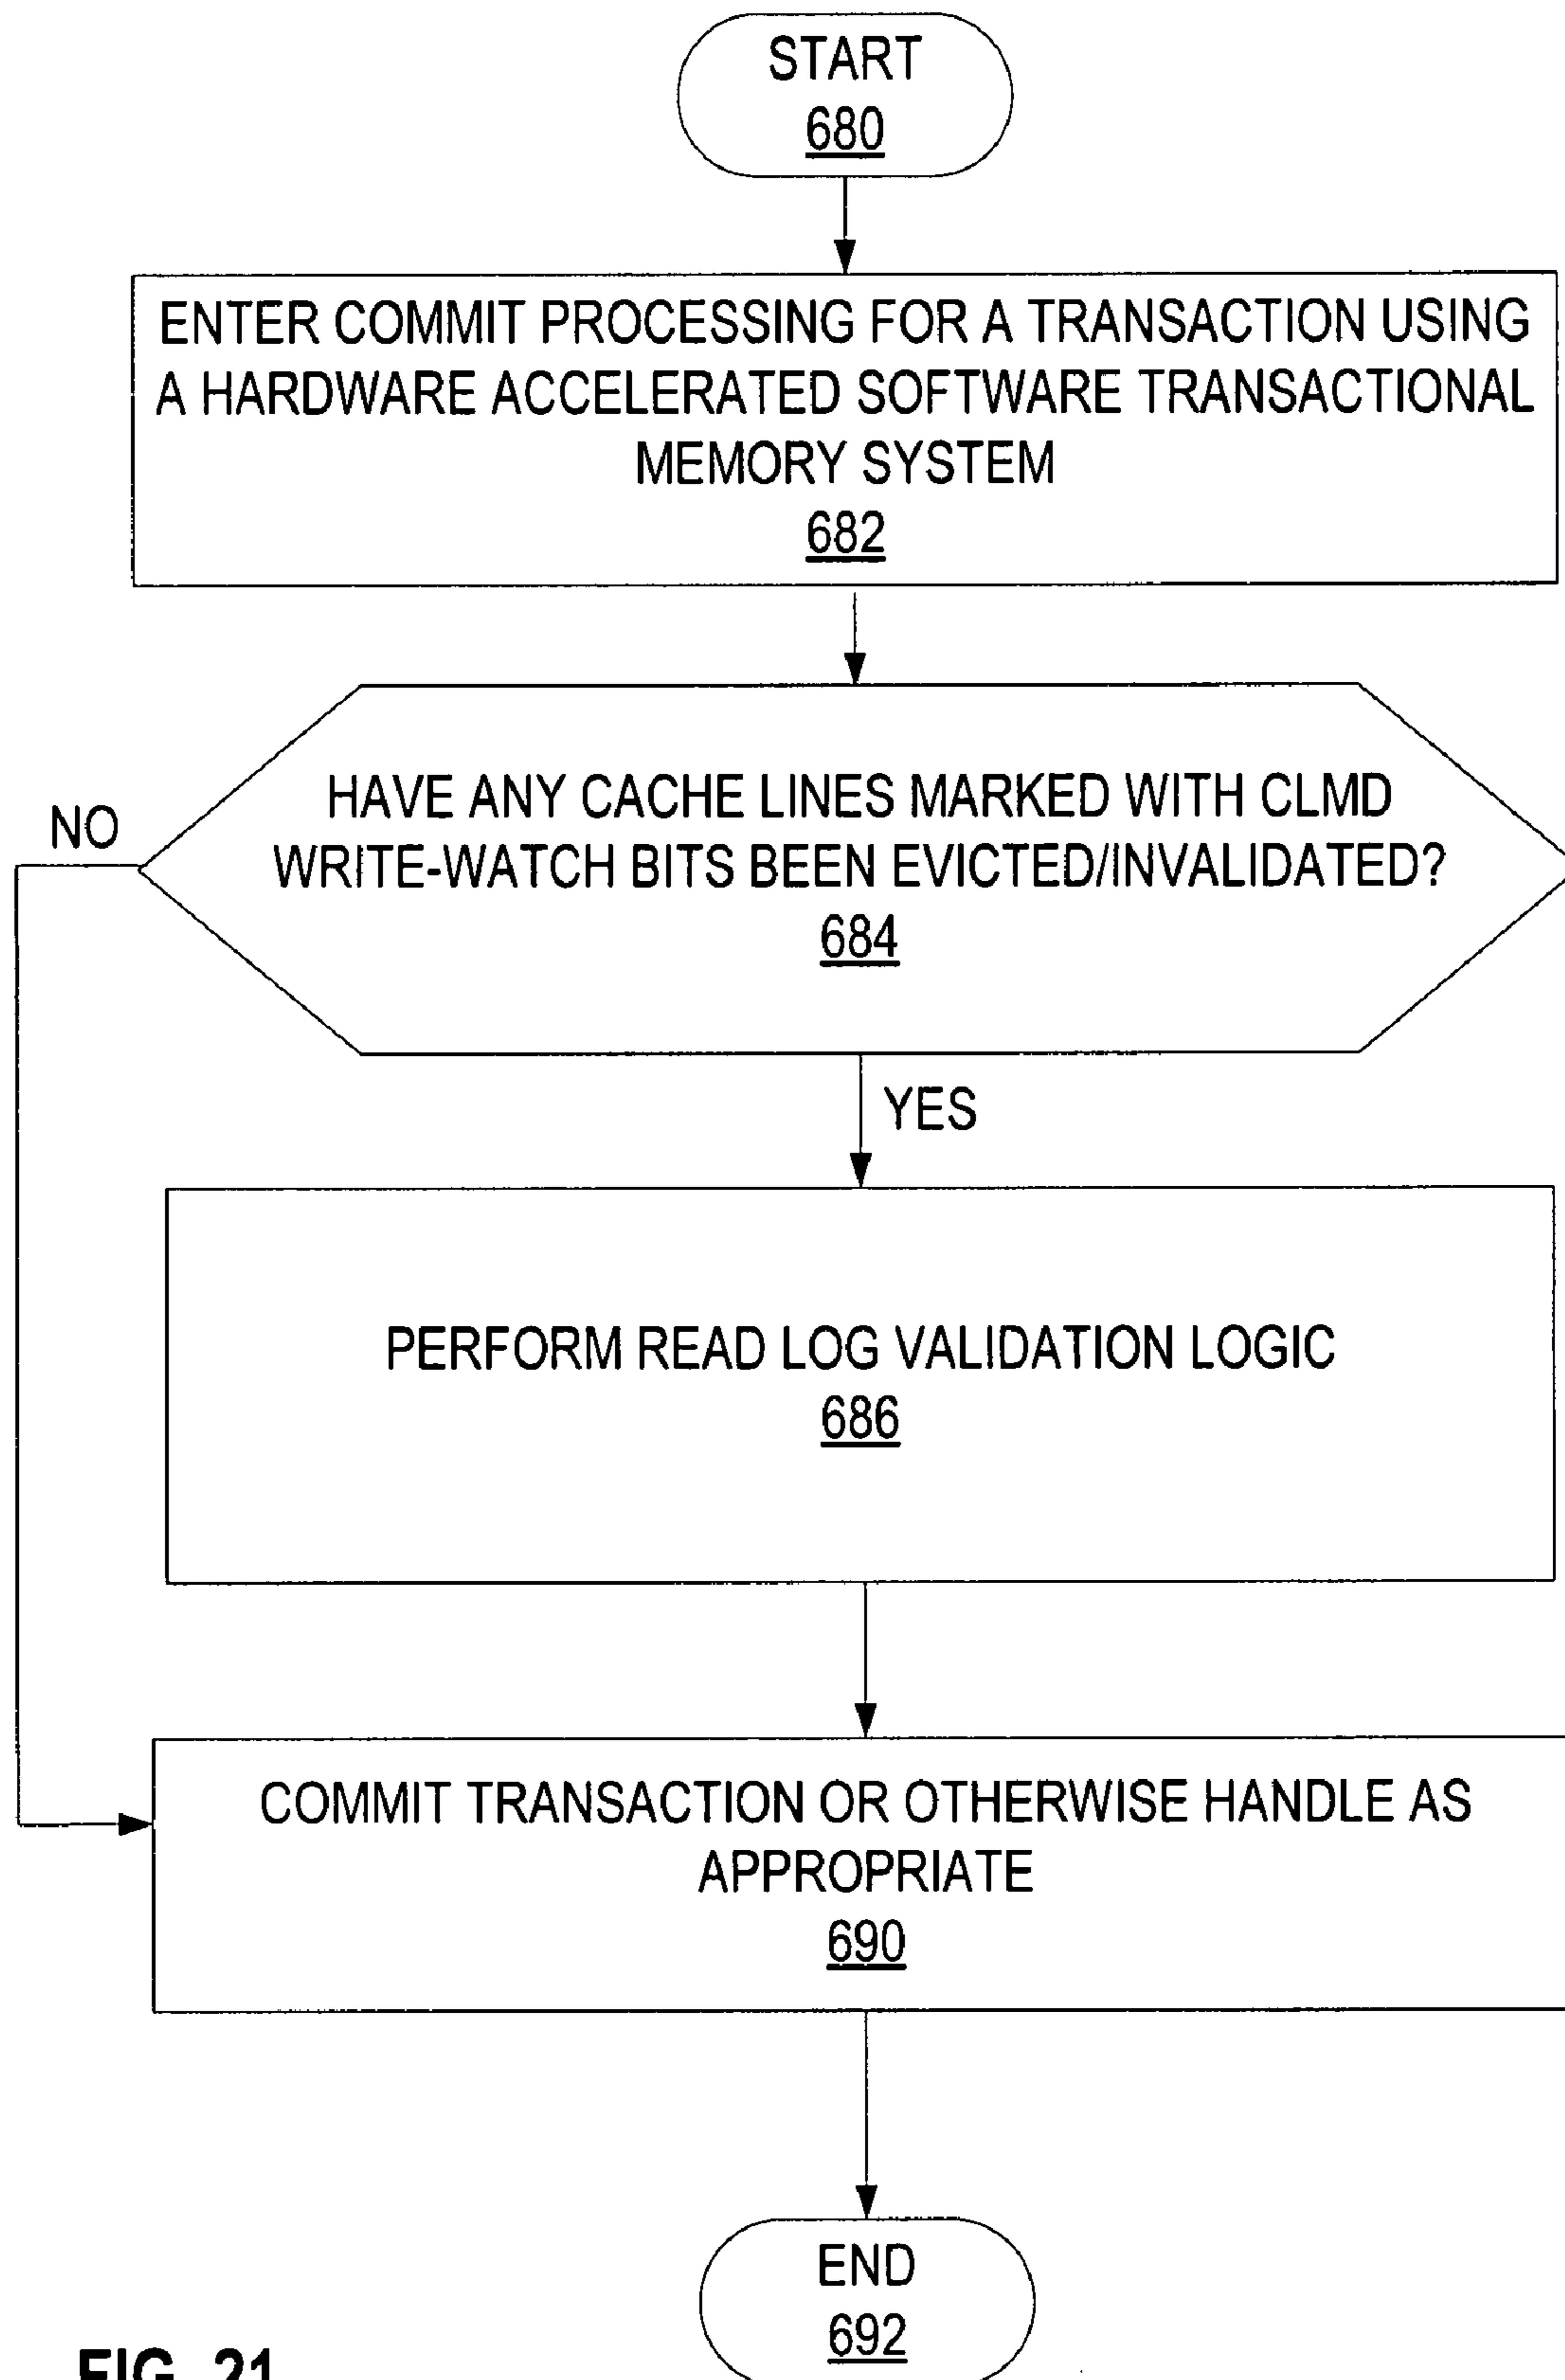 START
680
ENTER COMMIT PROCESSING FOR A TRANSACTION USING
A HARDWARE ACCELERATED SOFTWARE TRANSACTIONAL
MEMORY SYSTEM
682
HAVE ANY CACHE LINES MARKED WITH CLMD
WRITE-WATCH BITS BEEN EVICTED/INVALIDATED?
684
NO
YES
PERFORM READ LOG VALIDATION LOGIC
686
COMMIT TRANSACTION OR OTHERWISE HANDLE AS
APPROPRIATE
690
END
692
FIG. 21